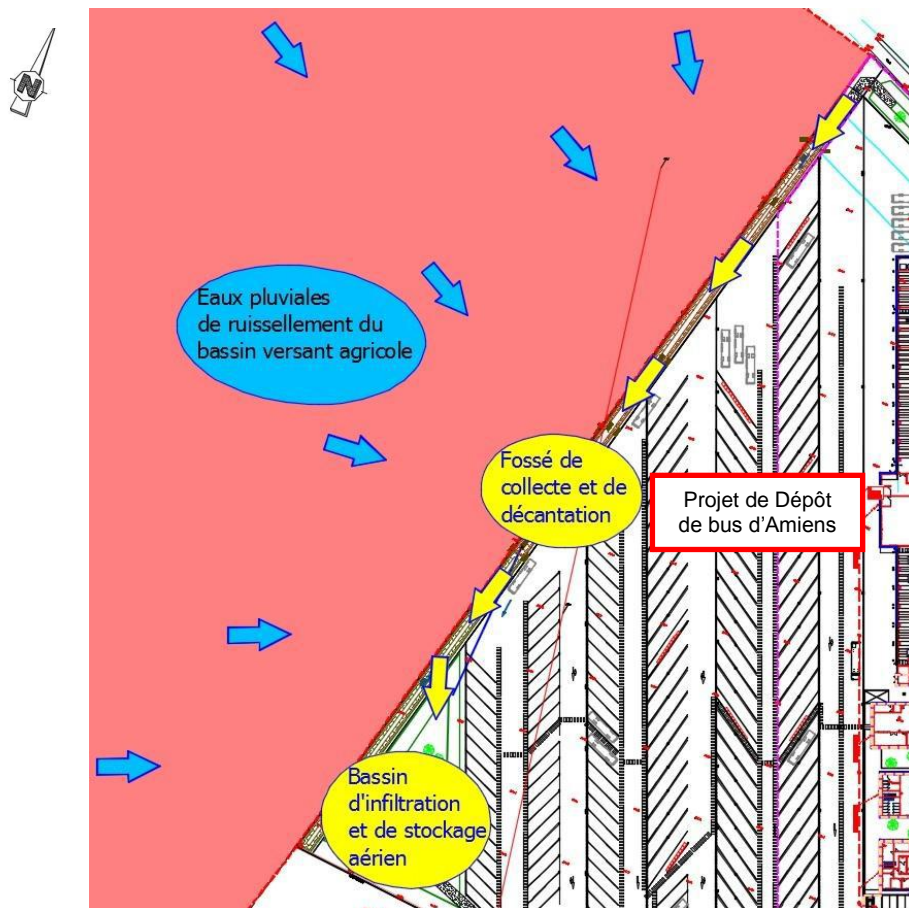 N
Eaux pluviales
de ruissellement du
bassin versant agricole
Fossé de
collecte et de
décantation
Projet de Dépôt
de bus d'Amiens
Bassin
d'infiltration
et de stockage
aérien